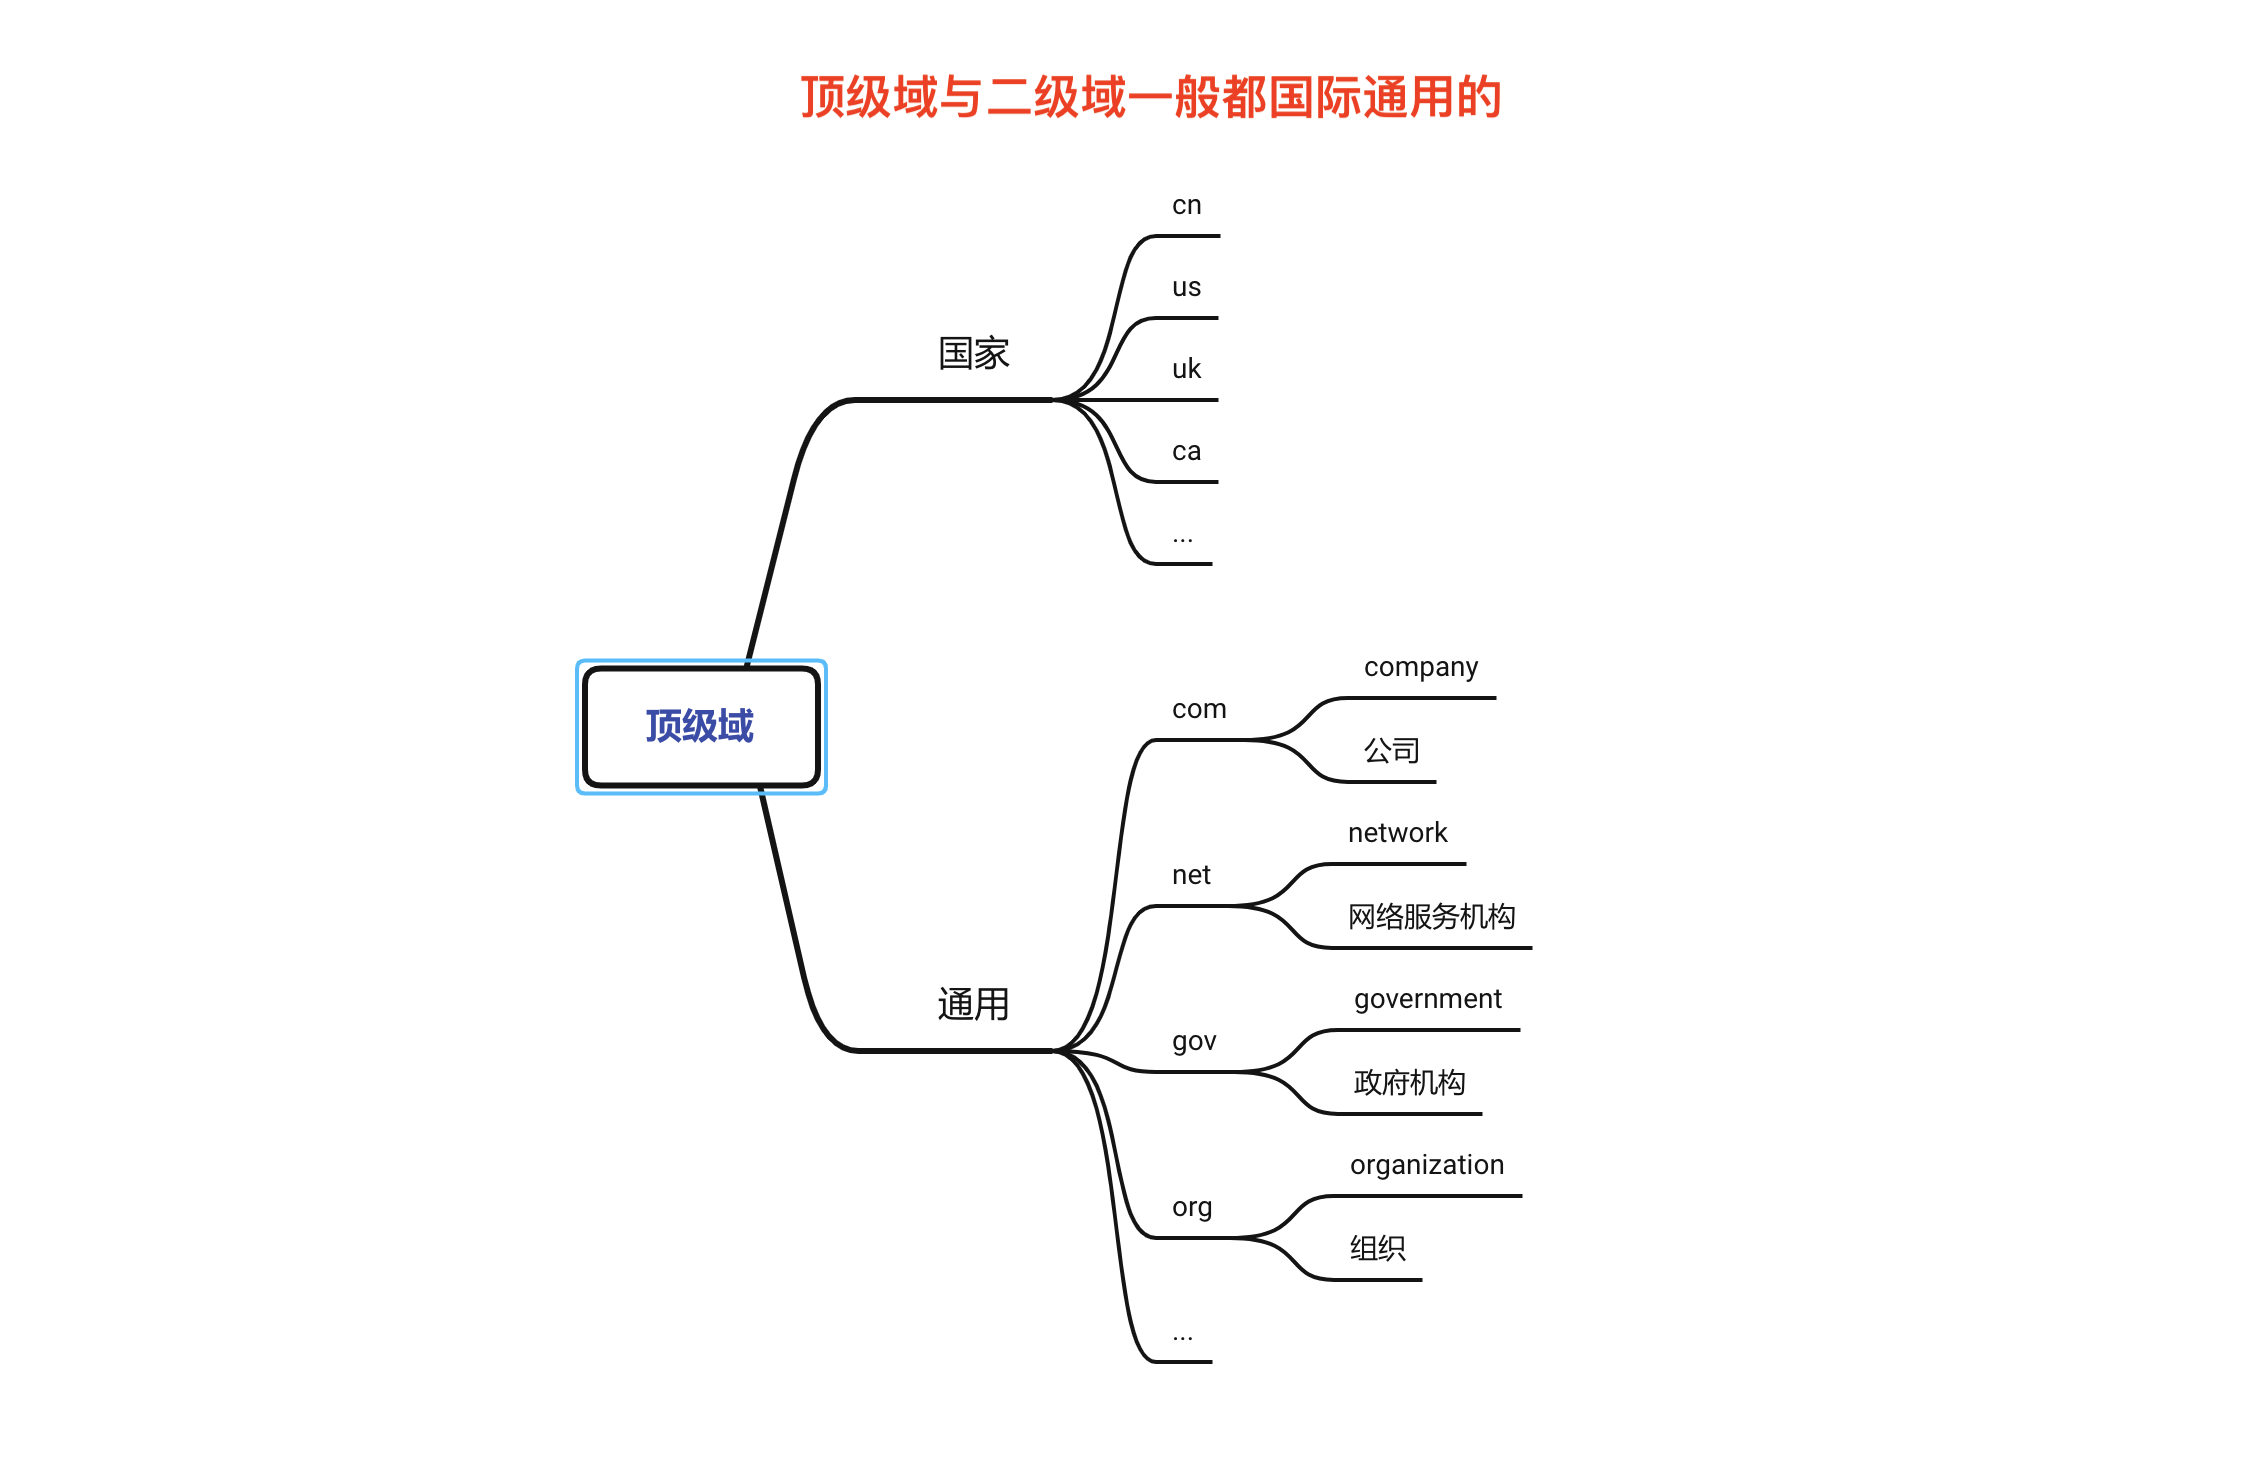 顶级域与二级域一般都国际通用的
顶级域
国家
cn
us
uk
ca
...
通用
com
company
公司
net
network
网络服务机构
gov
government
政府机构
org
organization
组织
...